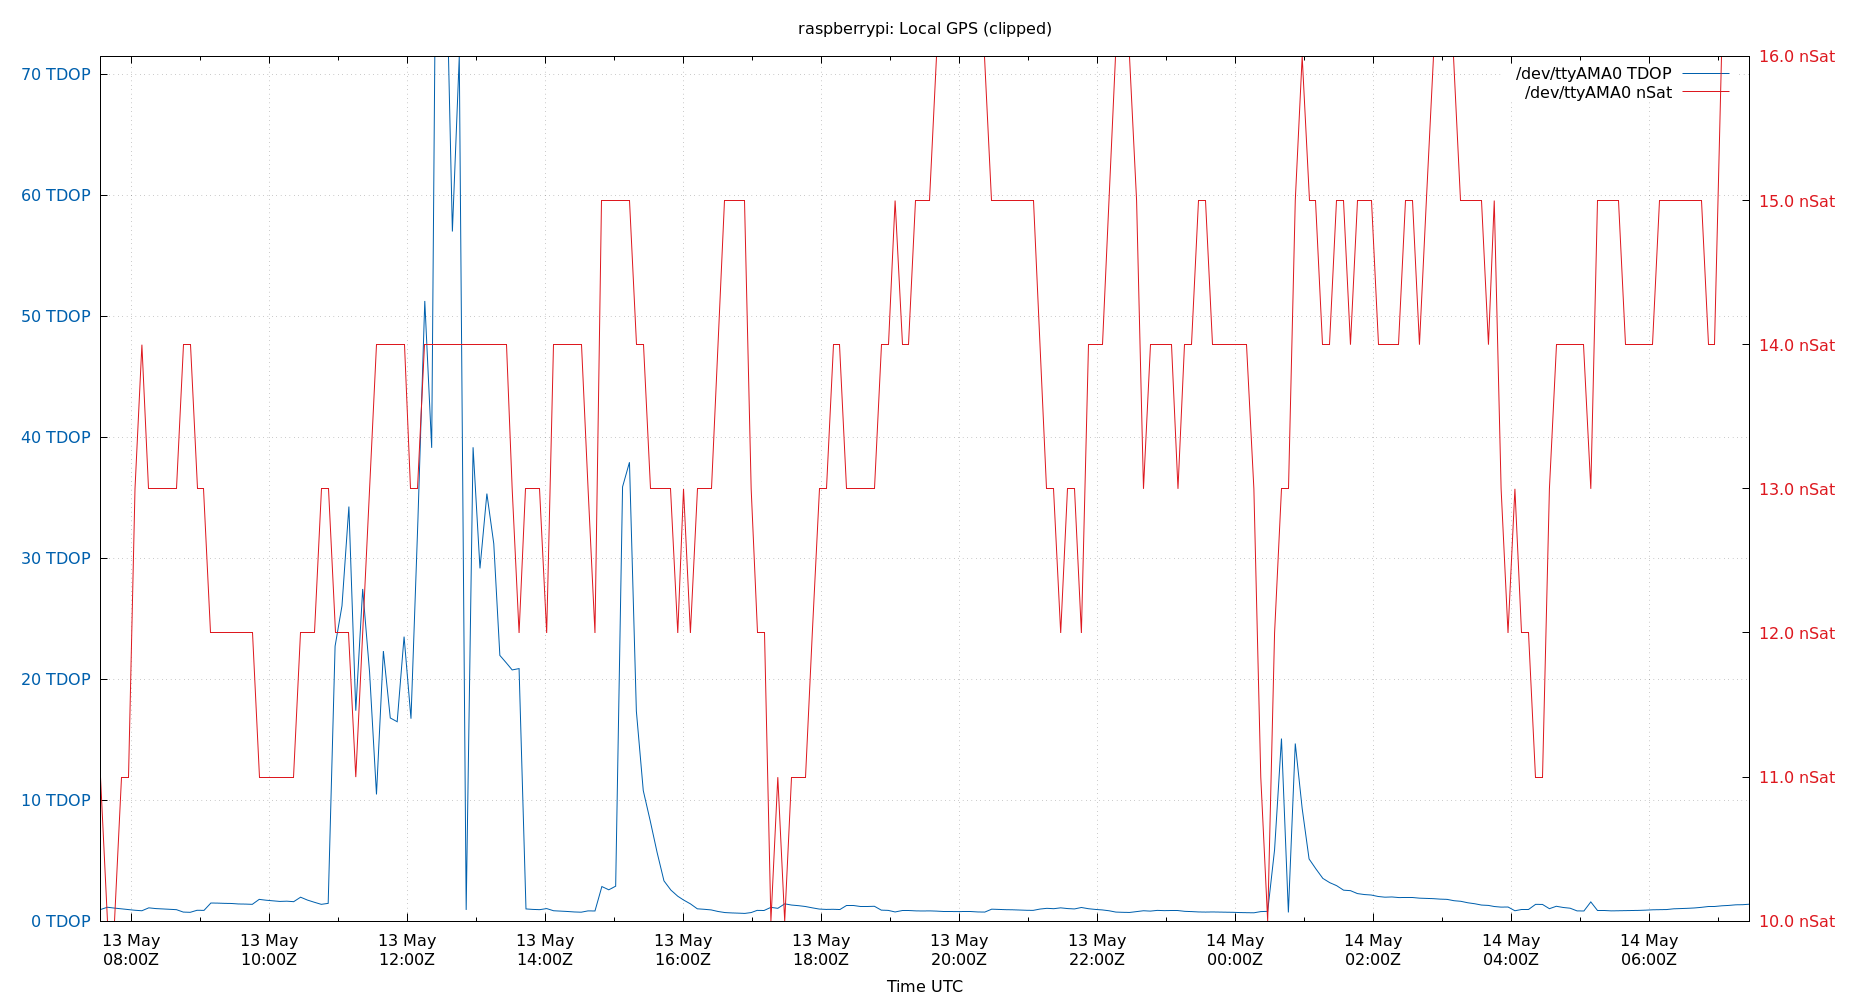 raspberrypi: Local GPS (clipped)
70 TDOP
60 TDOP
50 TDOP
40 TDOP
30 TDOP
20 TDOP
10 TDOP
0 TDOP
16.0 nSat
15.0 nSat
14.0 nSat
13.0 nSat
12.0 nSat
11.0 nSat
10.0 nSat
/dev/ttyAMA0 TDOP
/dev/ttyAMA0 nSat
13 May
08:00Z
13 May
10:00Z
13 May
12:00Z
13 May
14:00Z
13 May
16:00Z
13 May
18:00Z
13 May
20:00Z
13 May
22:00Z
14 May
00:00Z
14 May
02:00Z
14 May
04:00Z
14 May
06:00Z
Time UTC